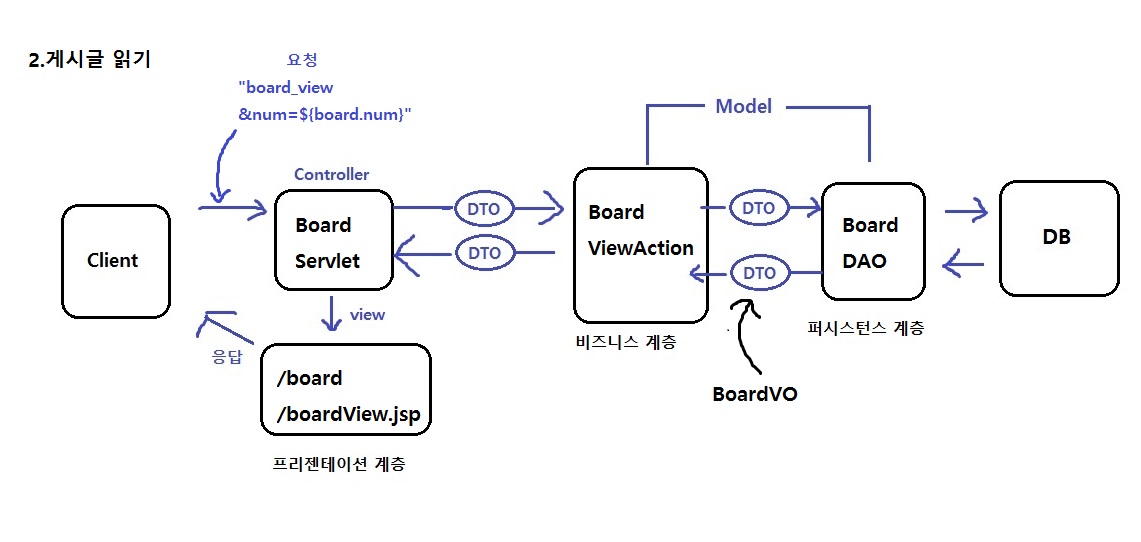 2.게시글 읽기
요청
"board_view
&num=${board.num}"
Controller
Model
Client
Board
Servlet
DTO
DTO
Board
ViewAction
DTO
DTO
Board
DAO
DB
view
응답
/board
/boardView.jsp
비즈니스 계층
퍼시스턴스 계층
BoardVO
프리젠테이션 계층